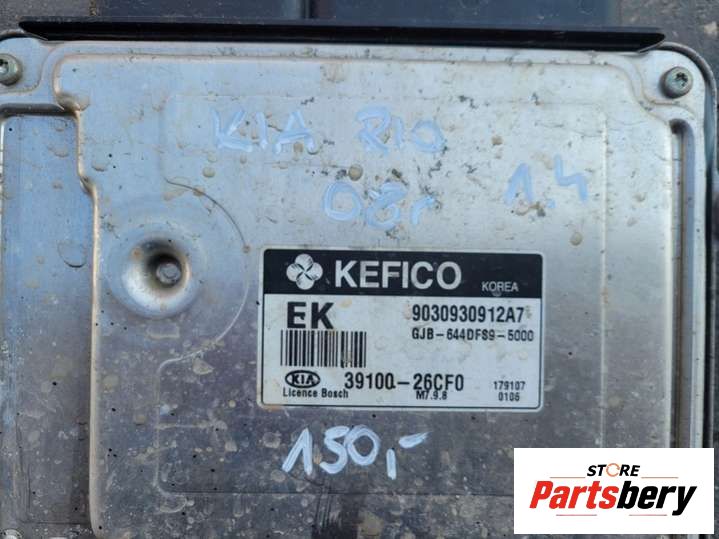 KIA RIO
08r 1.4
KEFICO KOREA
EK 9030930912A7
GJB-644DFS9-5000
KIA 39100-26CF0 179107
Licence Bosch M7.9.8 0106
150,-
STORE
Partsbery